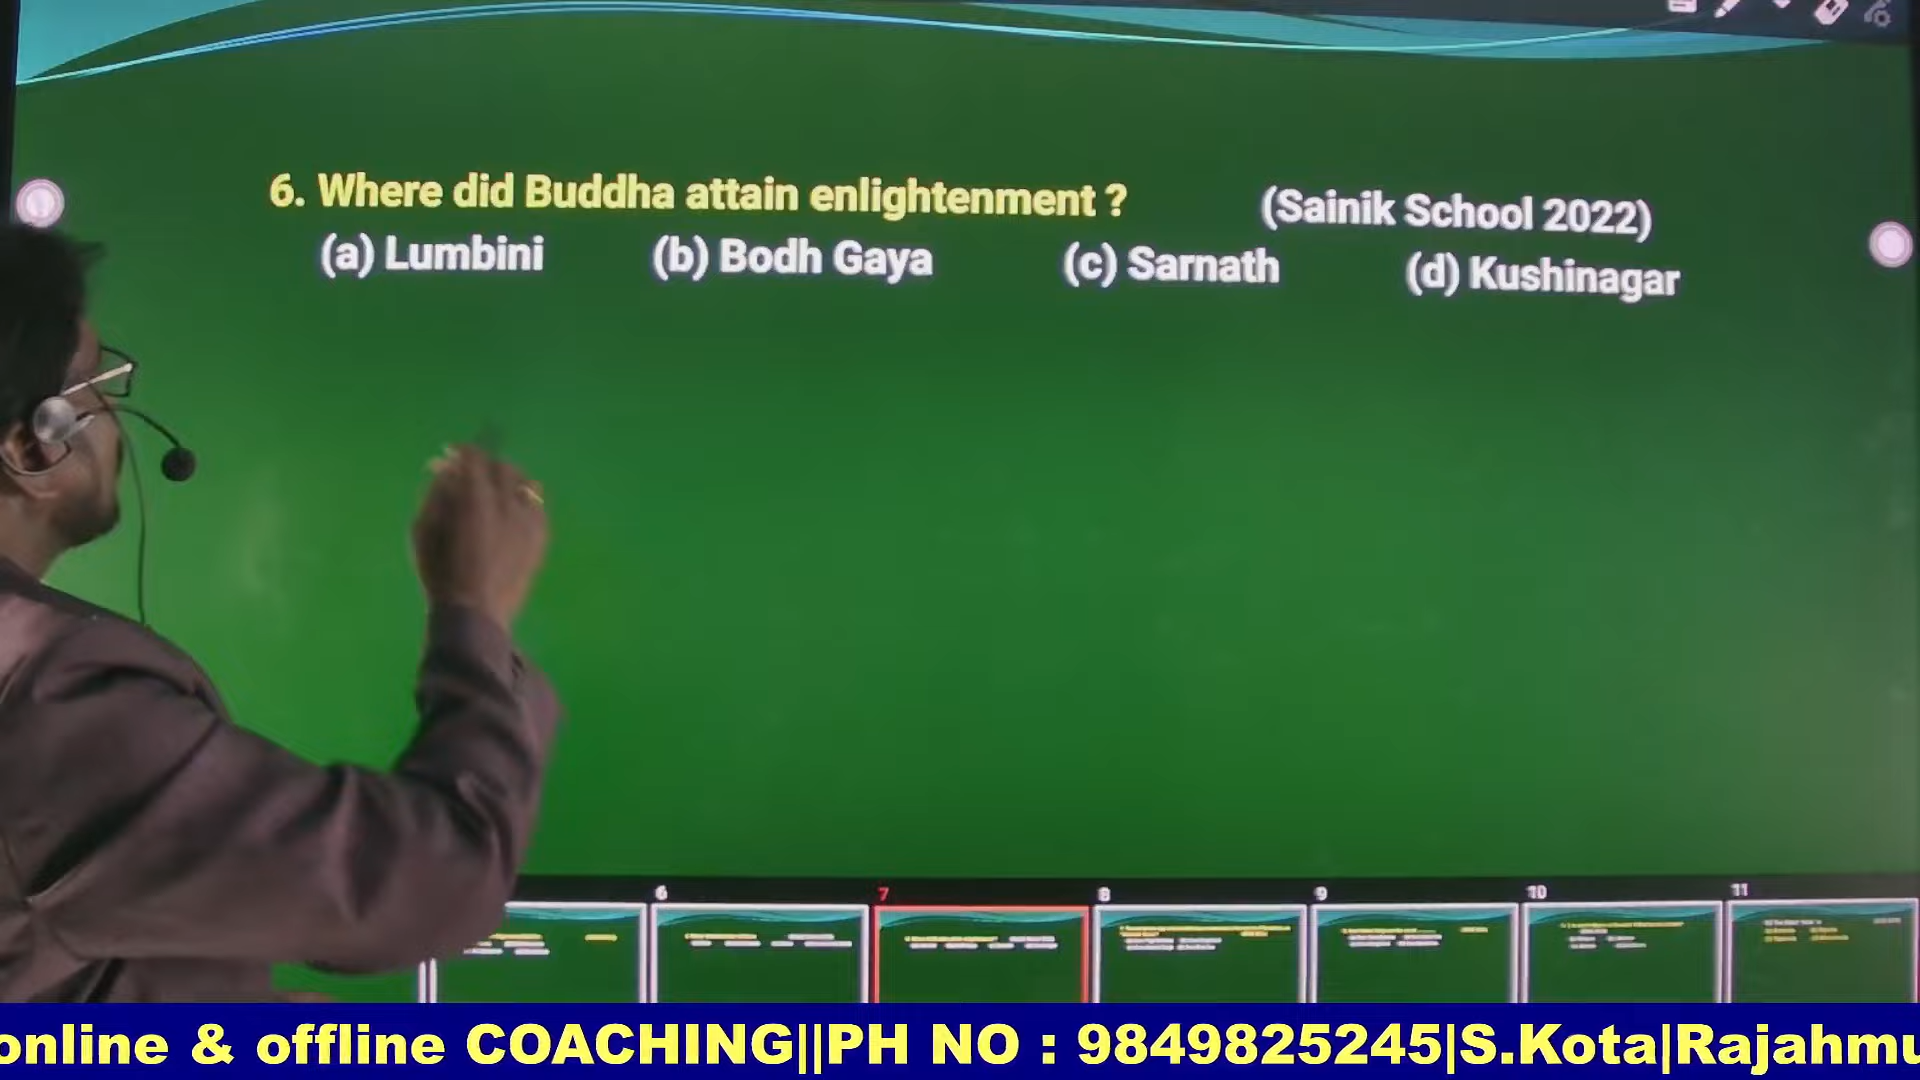 6. Where did Buddha attain enlightenment ? (Sainik School 2022)
(a) Lumbini (b) Bodh Gaya (c) Sarnath (d) Kushinagar
6 7 8 9 10 11
online & offline COACHING||PH NO : 9849825245|S.Kota|Rajahmu